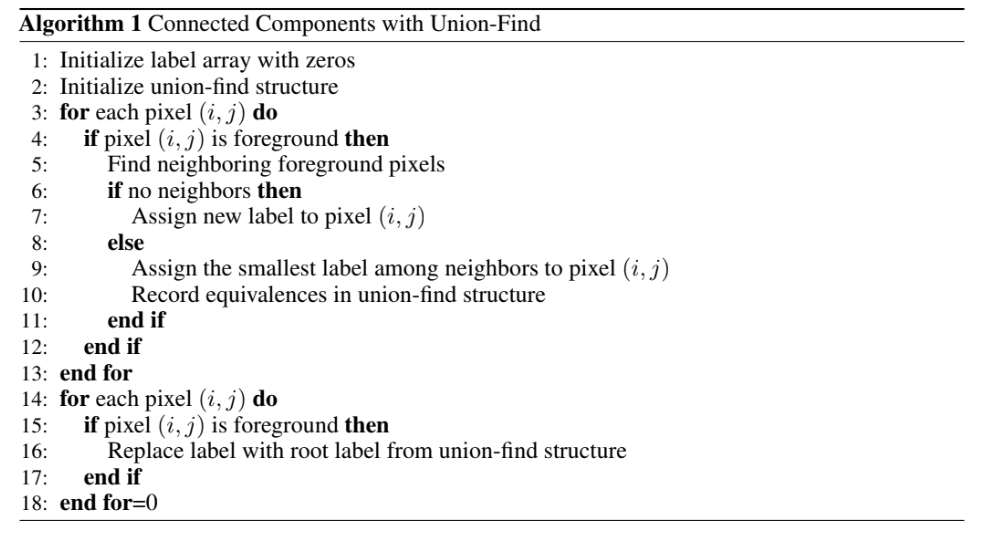 Algorithm 1 Connected Components with Union-Find
1: Initialize label array with zeros
2: Initialize union-find structure
3: for each pixel (i, j) do
4: if pixel (i, j) is foreground then
5: Find neighboring foreground pixels
6: if no neighbors then
7: Assign new label to pixel (i, j)
8: else
9: Assign the smallest label among neighbors to pixel (i, j)
10: Record equivalences in union-find structure
11: end if
12: end if
13: end for
14: for each pixel (i, j) do
15: if pixel (i, j) is foreground then
16: Replace label with root label from union-find structure
17: end if
18: end for=0